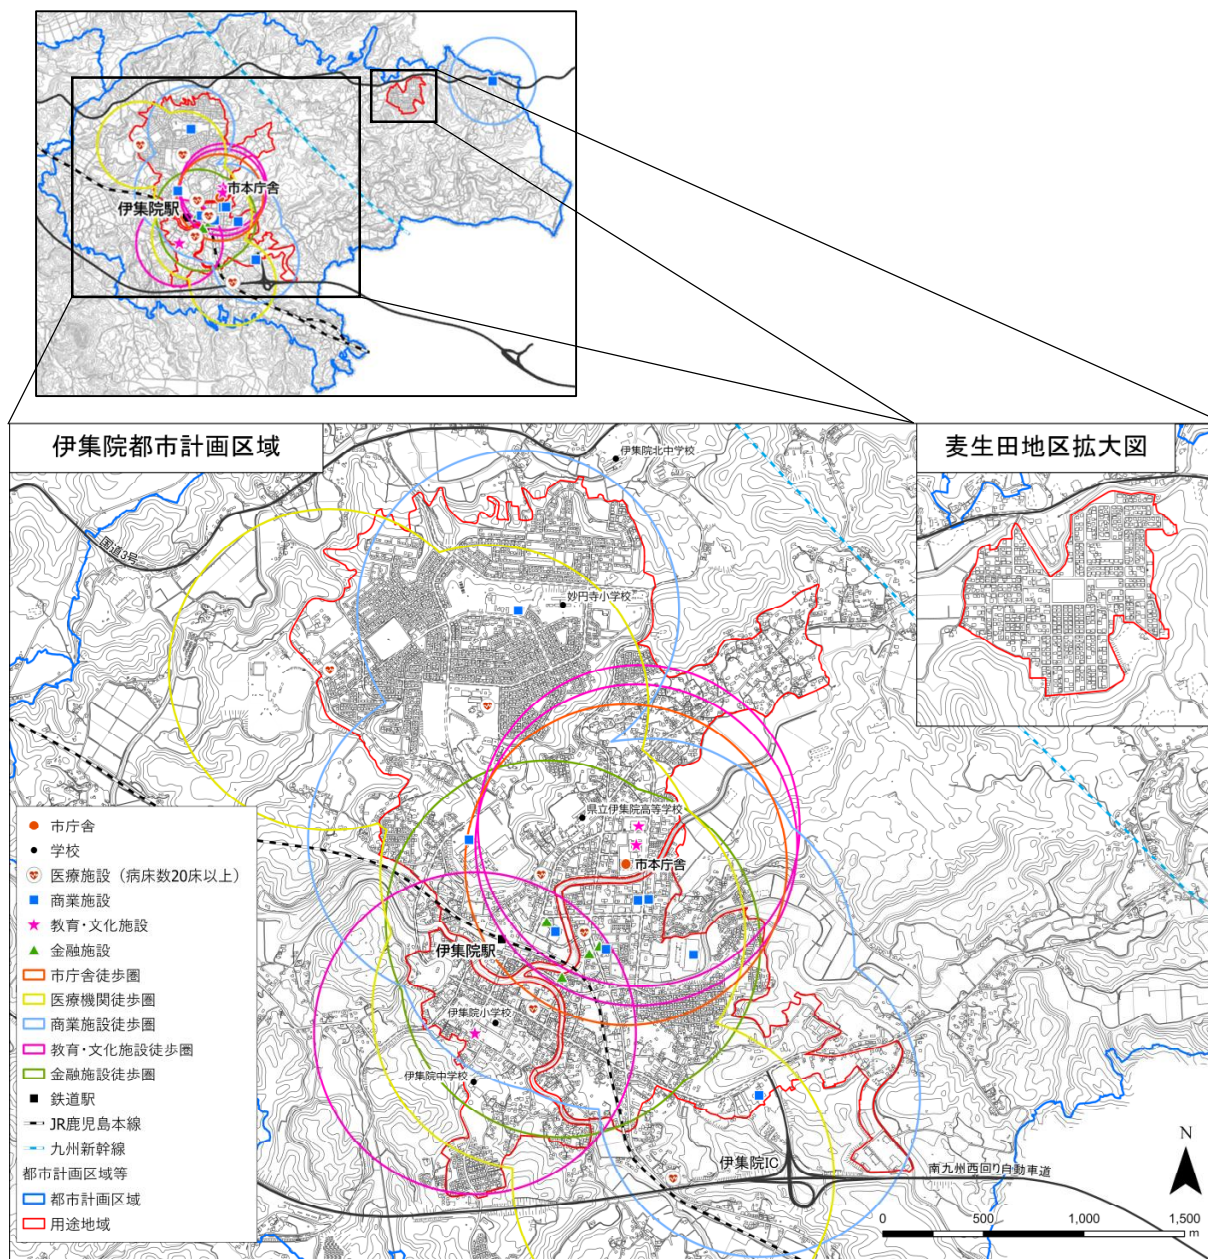 市本庁舎
伊集院駅
伊集院都市計画区域
麦生田地区拡大図
伊集院北中学校
国道3号
妙円寺小学校
県立伊集院高等学校
市本庁舎
伊集院駅
伊集院小学校
伊集院中学校
伊集院IC
南九州西回り自動車道
市庁舎
学校
医療施設（病床数20床以上）
商業施設
教育・文化施設
金融施設
市庁舎徒歩圏
医療機関徒歩圏
商業施設徒歩圏
教育・文化施設徒歩圏
金融施設徒歩圏
鉄道駅
JR鹿児島本線
九州新幹線
都市計画区域等
都市計画区域
用途地域
N
0 500 1,000 1,500
m